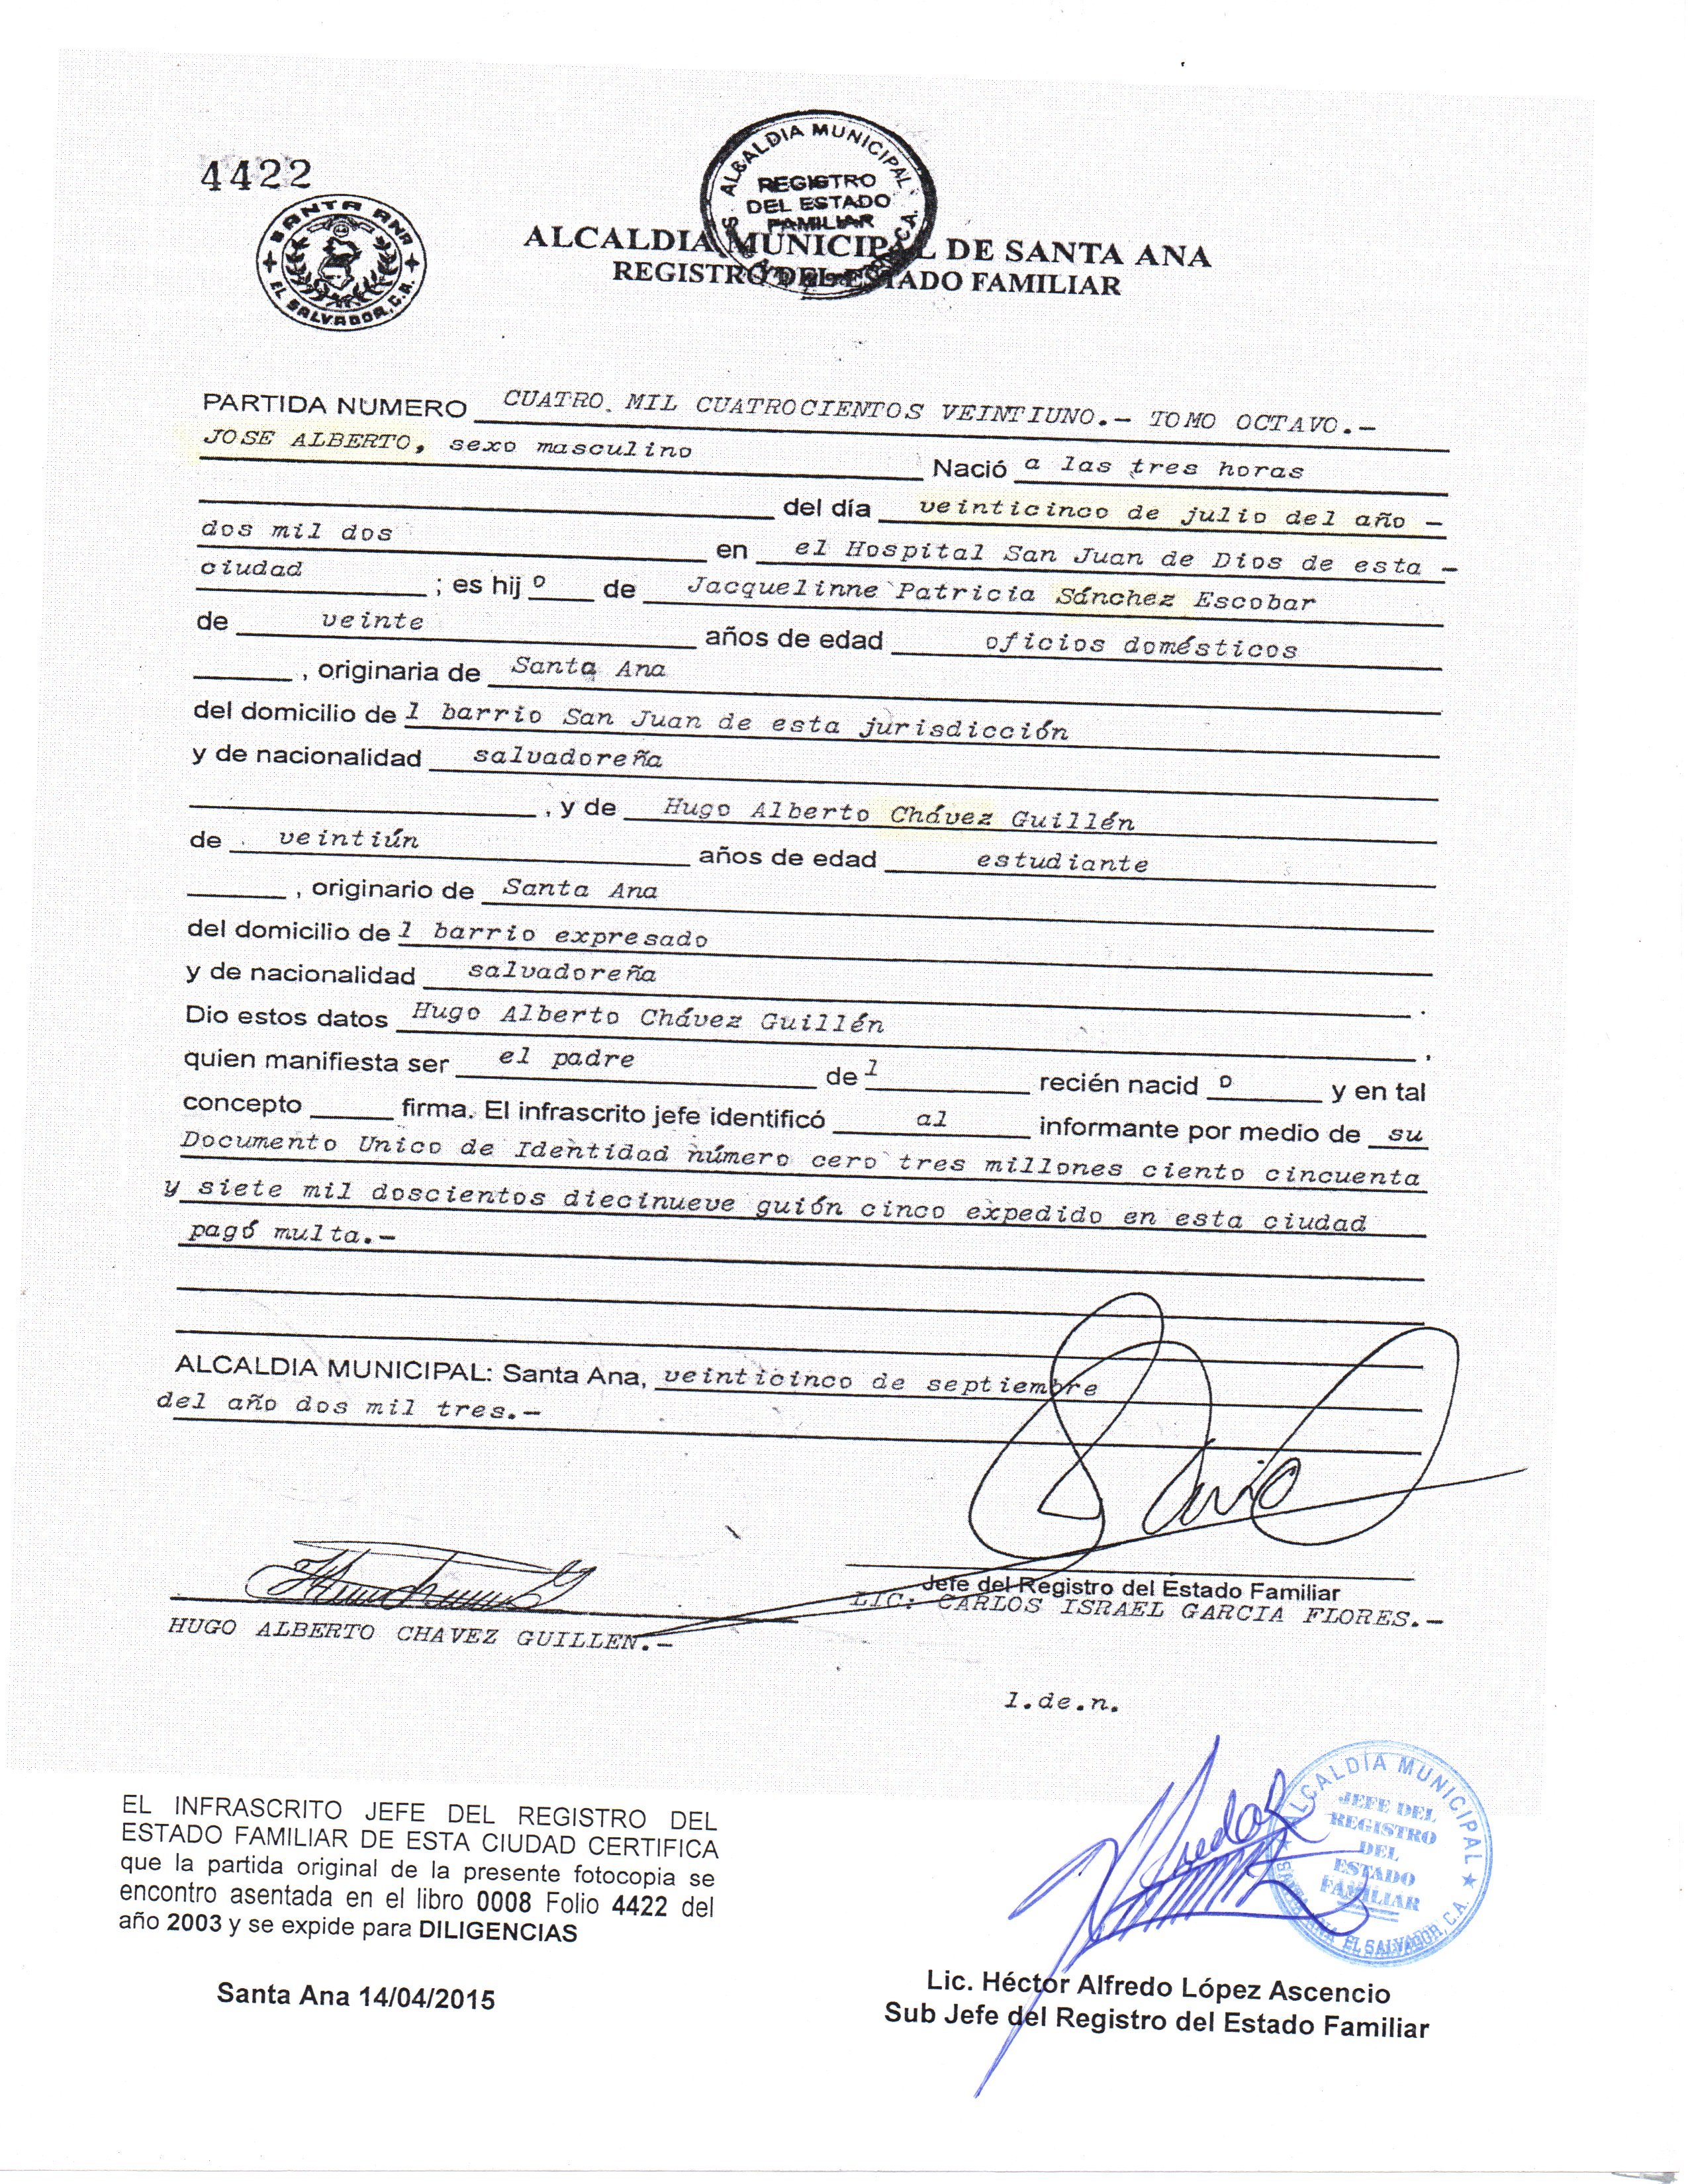 4422
ALCALDIA MUNICIPAL
REGISTRO
DEL ESTADO
FAMILIAR
SANTA ANA
EL SALVADOR, C.A.
ALCALDIA MUNICIPAL DE SANTA ANA
REGISTRO DEL ESTADO FAMILIAR
PARTIDA NUMERO CUATRO MIL CUATROCIENTOS VEINTIUNO.- TOMO OCTAVO.-
JOSE ALBERTO, sexo masculino Nació a las tres horas
del día veinticinco de julio del año -
dos mil dos en el Hospital San Juan de Dios de esta -
ciudad ; es hij o de Jacquelinne Patricia Sánchez Escobar
de veinte años de edad oficios domésticos
, originaria de Santa Ana
del domicilio de l barrio San Juan de esta jurisdicción
y de nacionalidad salvadoreña
, y de Hugo Alberto Chávez Guillén
de veintiún años de edad estudiante
, originario de Santa Ana
del domicilio de l barrio expresado
y de nacionalidad salvadoreña
Dio estos datos Hugo Alberto Chávez Guillén
quien manifiesta ser el padre de l recién nacid o y en tal
concepto firma. El infrascrito jefe identificó al informante por medio de su
Documento Unico de Identidad número cero tres millones ciento cincuenta
y siete mil doscientos diecinueve guión cinco expedido en esta ciudad
pagó multa.-
ALCALDIA MUNICIPAL: Santa Ana, veinticinco de septiembre
del año dos mil tres.-
Jefe del Registro del Estado Familiar
LIC: CARLOS ISRAEL GARCIA FLORES.-
HUGO ALBERTO CHAVEZ GUILLEN.-
l.de.n.
EL INFRASCRITO JEFE DEL REGISTRO DEL
ESTADO FAMILIAR DE ESTA CIUDAD CERTIFICA
que la partida original de la presente fotocopia se
encontro asentada en el libro 0008 Folio 4422 del
año 2003 y se expide para DILIGENCIAS
Santa Ana 14/04/2015
ALCALDÍA MUNICIPAL
JEFE DEL
REGISTRO
DEL
ESTADO
FAMILIAR
SANTA ANA EL SALVADOR, C.A.
Lic. Héctor Alfredo López Ascencio
Sub Jefe del Registro del Estado Familiar